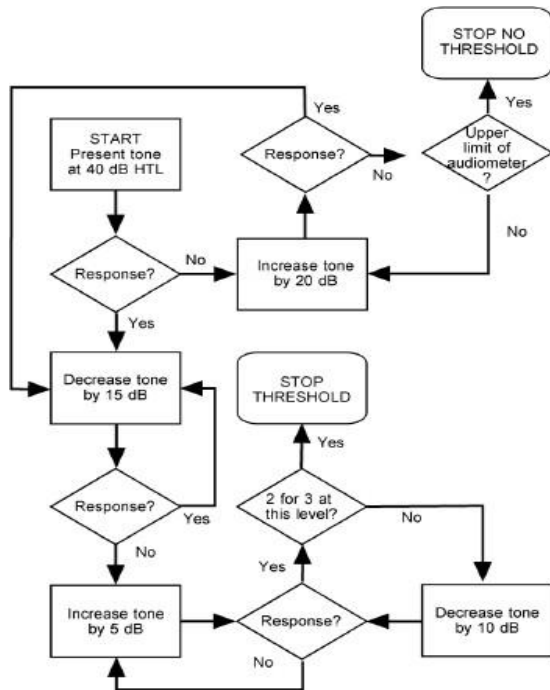 STOP NO
THRESHOLD
Yes
Yes
START
Present tone
at 40 dB HTL
Response?
No
Upper
limit of
audiometer
?
Response?
No
Increase tone
by 20 dB
No
Yes
Decrease tone
by 15 dB
STOP
THRESHOLD
Yes
Response?
Yes
2 for 3 at
this level?
No
No
Yes
Increase tone
by 5 dB
Response?
Decrease tone
by 10 dB
No